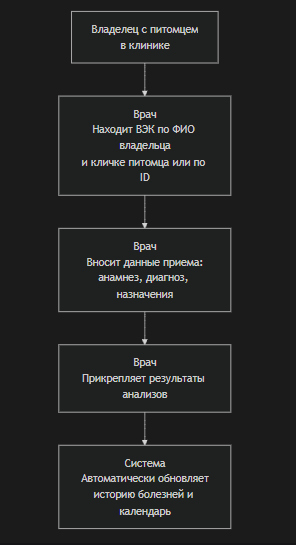 Владелец с питомцем
в клинике
Врач
Находит ВЭК по ФИО
владельца
и кличке питомца или по
ID
Врач
Вносит данные приема:
анамнез, диагноз,
назначения
Врач
Прикрепляет результаты
анализов
Система
Автоматически обновляет
историю болезней и
календарь